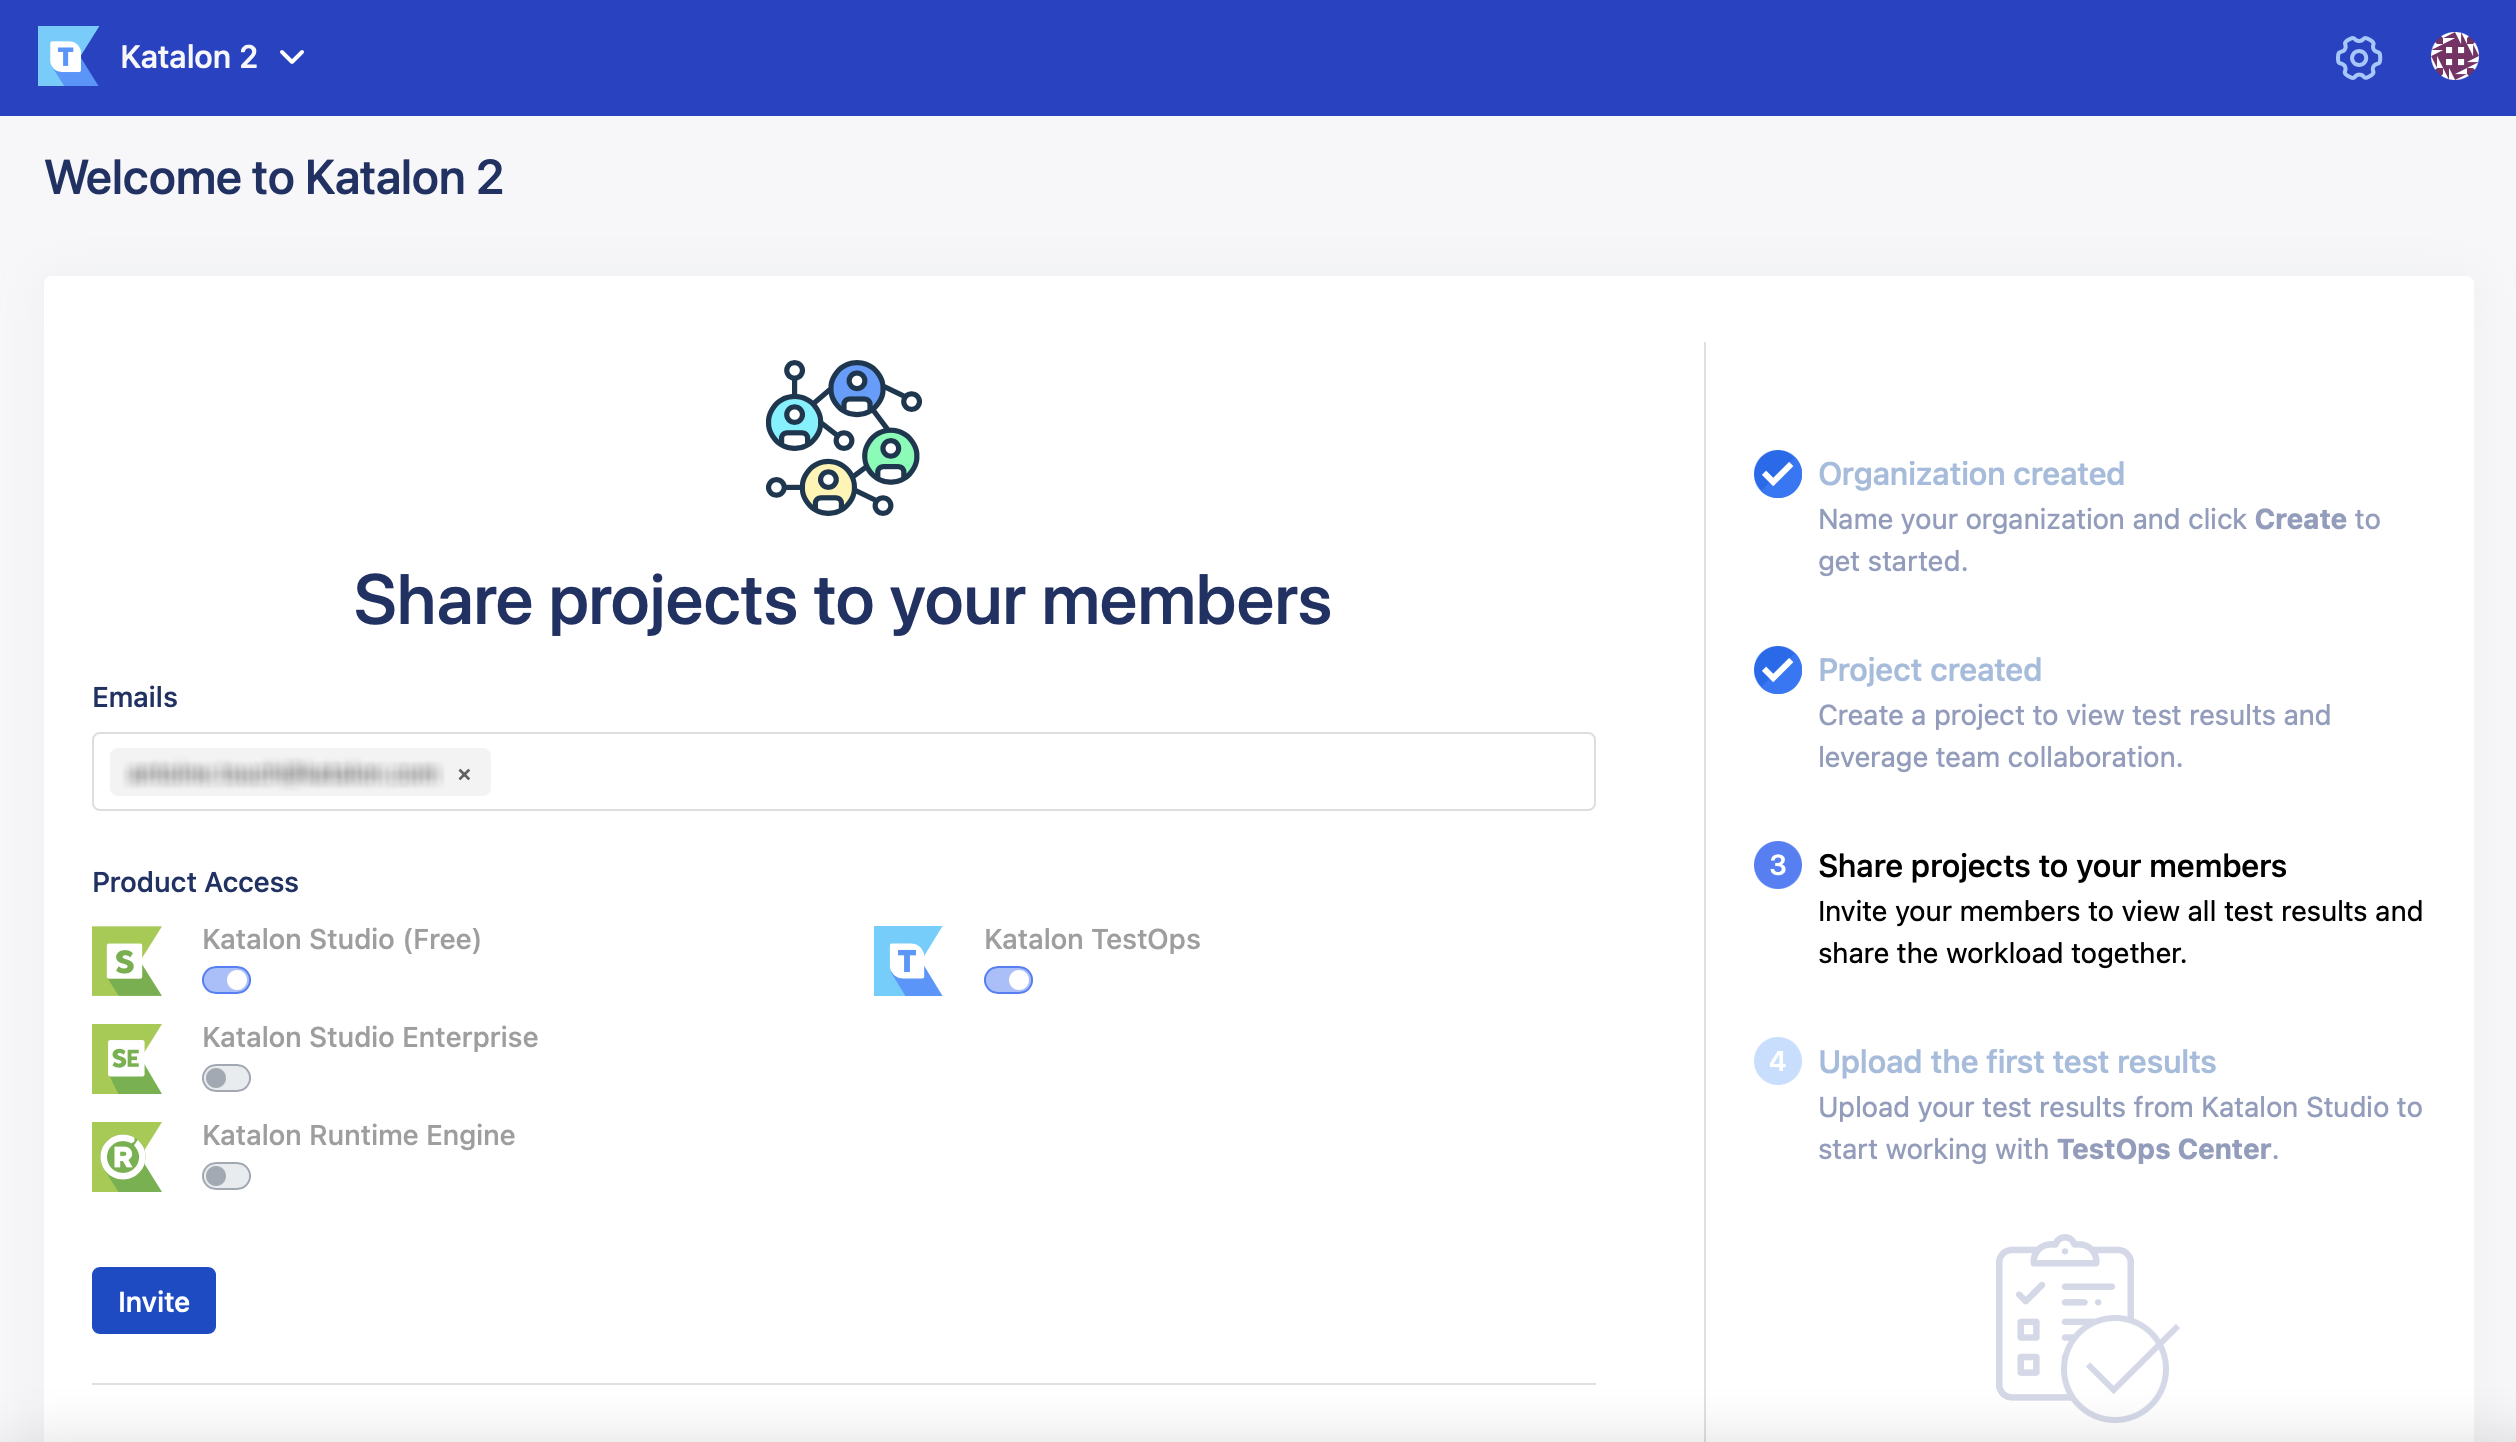 T
Katalon 2
Welcome to Katalon 2
Share projects to your members
Emails
×
Product Access
S
Katalon Studio (Free)
T
Katalon TestOps
SE
Katalon Studio Enterprise
R
Katalon Runtime Engine
Invite
Organization created
Name your organization and click Create to
get started.
Project created
Create a project to view test results and
leverage team collaboration.
3
Share projects to your members
Invite your members to view all test results and
share the workload together.
4
Upload the first test results
Upload your test results from Katalon Studio to
start working with TestOps Center.